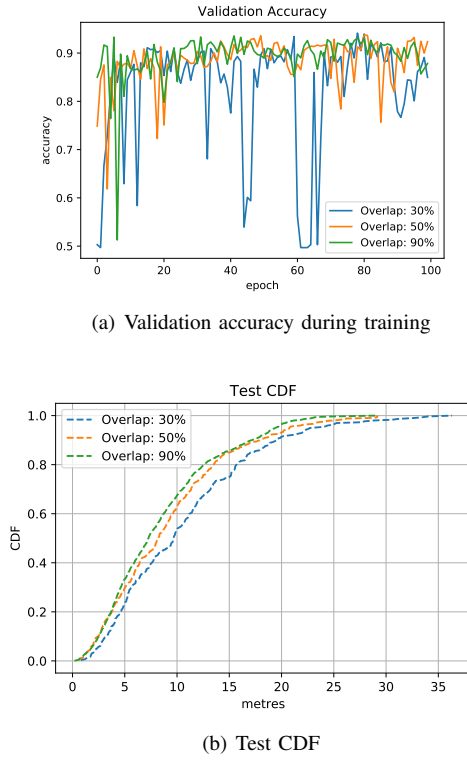 Validation Accuracy
0.9
0.8
0.7
0.6
0.5
accuracy
Overlap: 30%
Overlap: 50%
Overlap: 90%
0 20 40 60 80 100
epoch
(a) Validation accuracy during training
Test CDF
1.0
0.8
0.6
0.4
0.2
0.0
CDF
Overlap: 30%
Overlap: 50%
Overlap: 90%
0 5 10 15 20 25 30 35
metres
(b) Test CDF